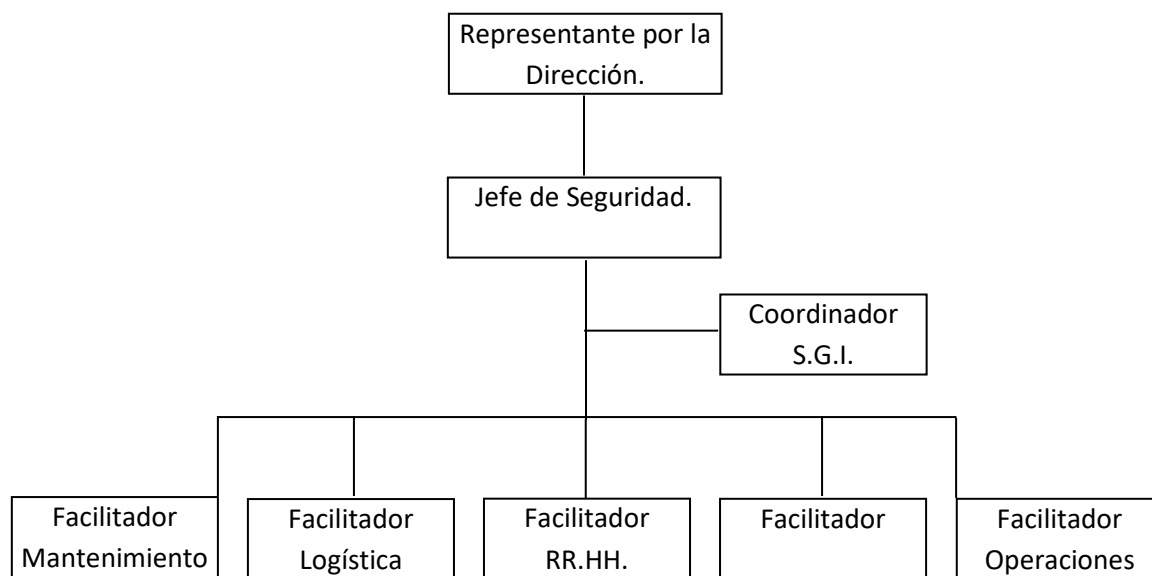 Representante por la
Dirección.
Jefe de Seguridad.
Coordinador
S.G.I.
Facilitador
Mantenimiento
Facilitador
Logística
Facilitador
RR.HH.
Facilitador
Facilitador
Operaciones